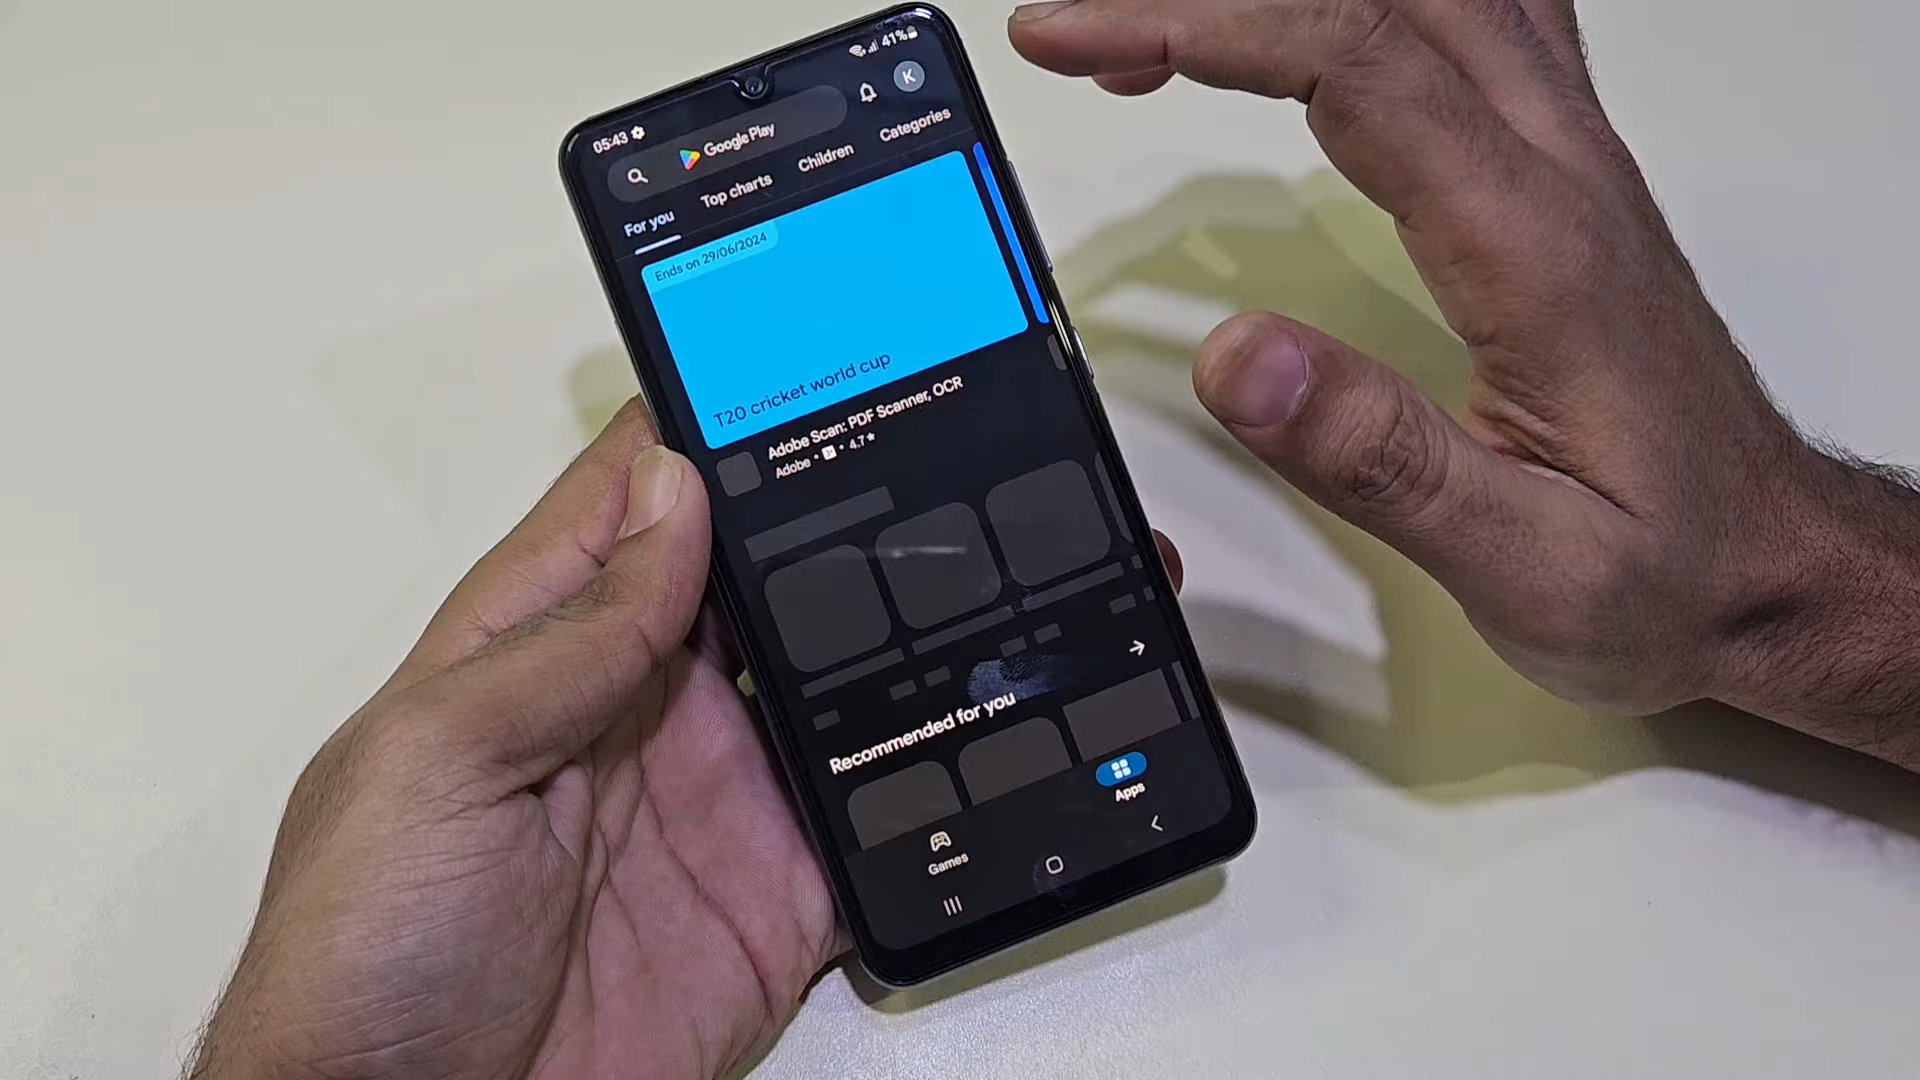 05:43
41%
Google Play
K
For you
Top charts
Children
Categories
Ends on 29/06/2024
T20 cricket world cup
Adobe Scan: PDF Scanner, OCR
Adobe • 3+ • 4.7★
Recommended for you
Games
Apps